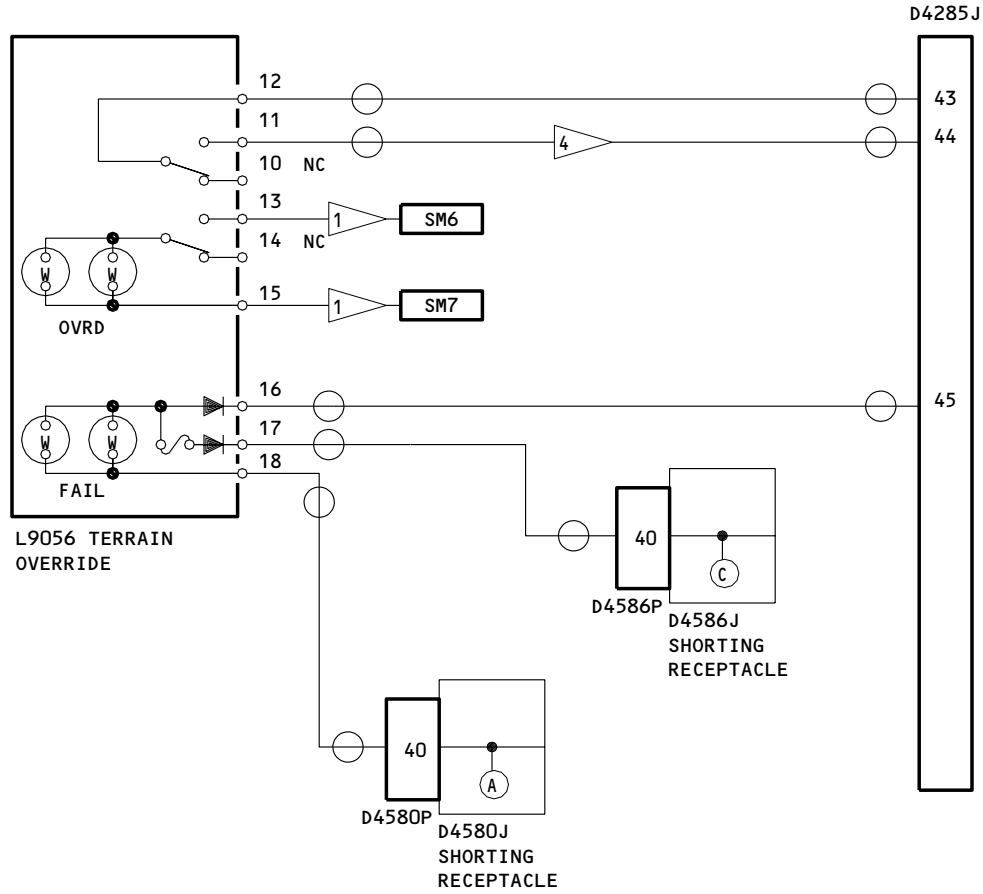 D4285J
12
43
11
44
4
10 NC
13
1
SM6
14 NC
W W
15
1
SM7
OVRD
16
45
17
W W
18
FAIL
L9056 TERRAIN
OVERRIDE
40
C
D4586P
D4586J
SHORTING
RECEPTACLE
40
A
D4580P
D4580J
SHORTING
RECEPTACLE